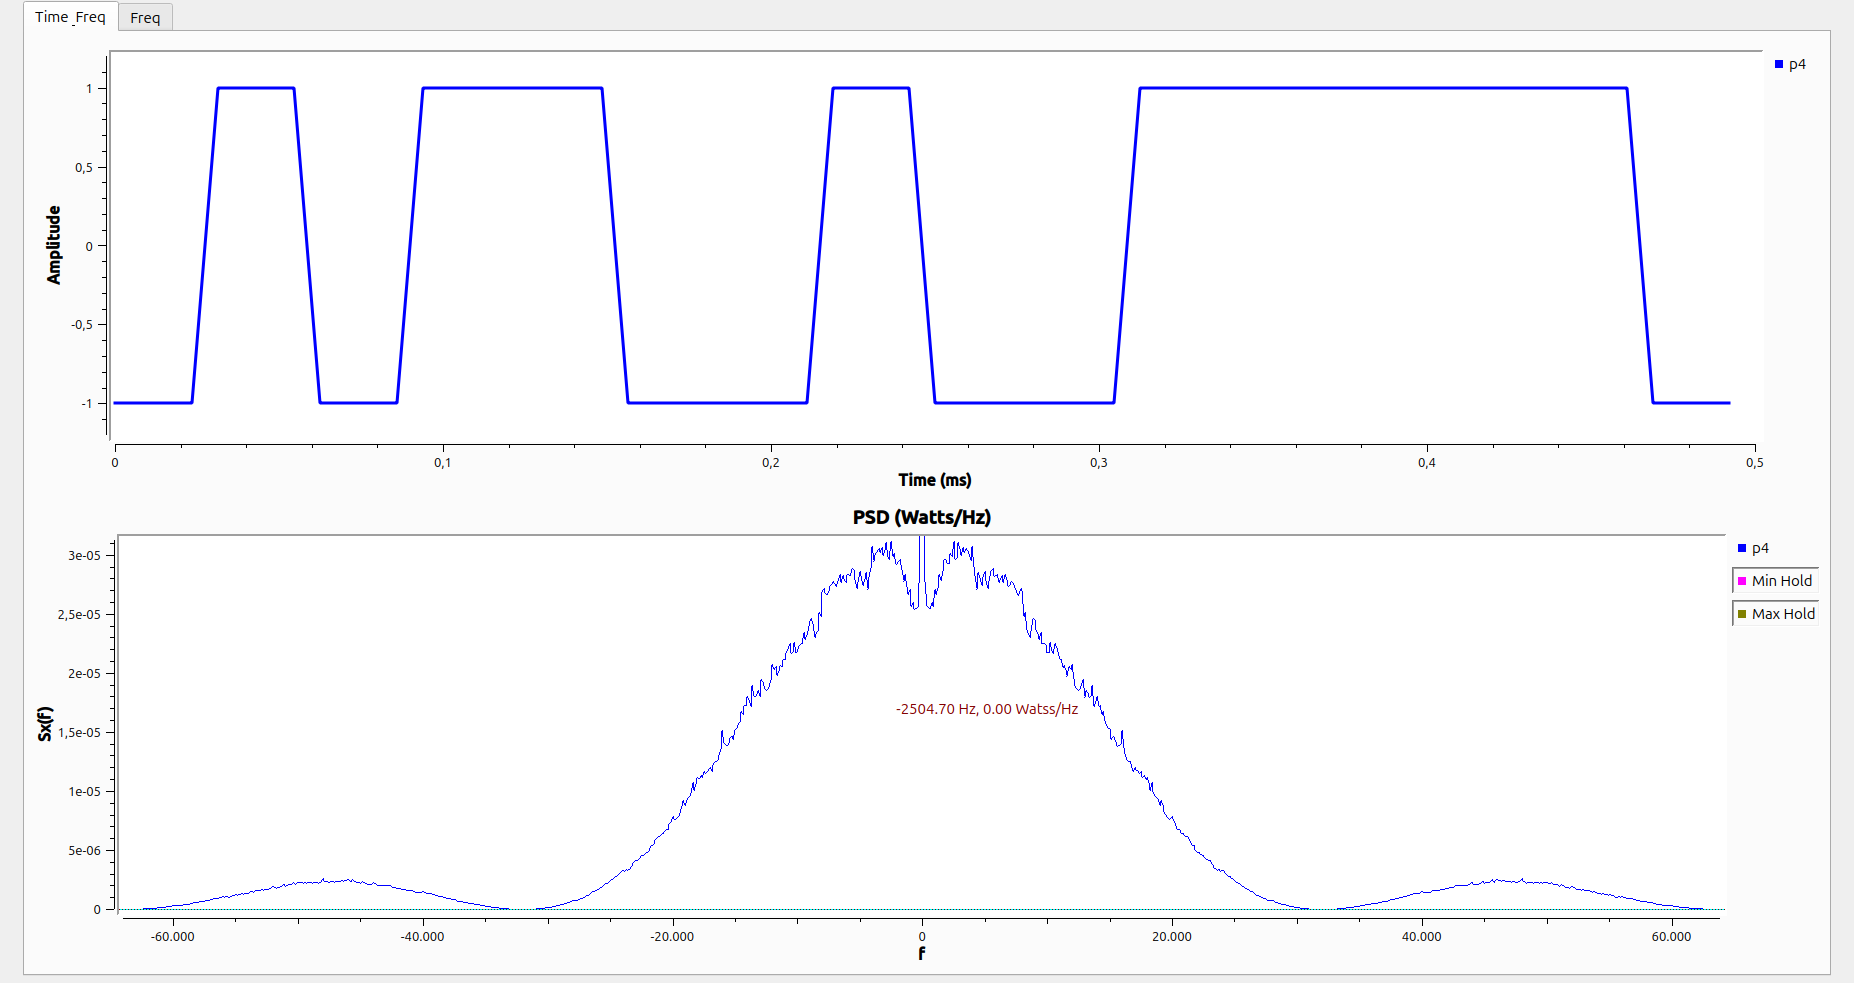 Time_Freq
Freq
p4
1
0,5
0
-0,5
-1
Amplitude
0 0,1 0,2 0,3 0,4 0,5
Time (ms)
PSD (Watts/Hz)
p4
Min Hold
Max Hold
3e-05
2,5e-05
2e-05
1,5e-05
1e-05
5e-06
0
Sx(f)
-2504.70 Hz, 0.00 Watss/Hz
-60.000 -40.000 -20.000 0 20.000 40.000 60.000
f